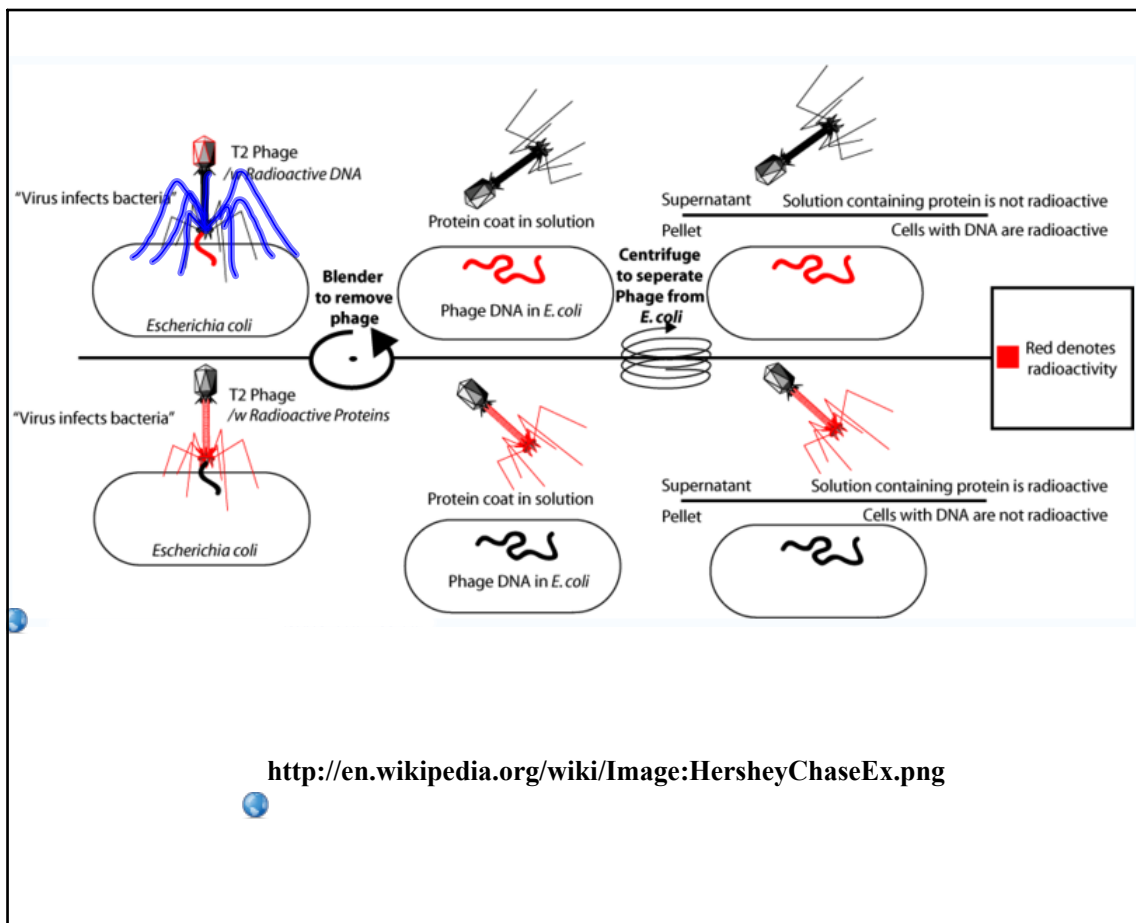 T2 Phage
/w Radioactive DNA
"Virus infects bacteria"
Escherichia coli
Blender
to remove
phage
Protein coat in solution
Phage DNA in E. coli
Centrifuge
to seperate
Phage from
E. coli
Supernatant Solution containing protein is not radioactive
Pellet Cells with DNA are radioactive
Red denotes
radioactivity
T2 Phage
/w Radioactive Proteins
"Virus infects bacteria"
Escherichia coli
Protein coat in solution
Phage DNA in E. coli
Supernatant Solution containing protein is radioactive
Pellet Cells with DNA are not radioactive
http://en.wikipedia.org/wiki/Image:HersheyChaseEx.png